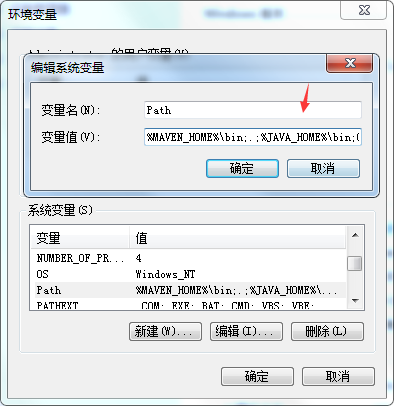 环境变量
的用户变量(U)
编辑系统变量
变量名(N): Path
变量值(V): %MAVEN_HOME%\bin;.;%JAVA_HOME%\bin;
确定 取消
系统变量(S)
变量 值
NUMBER_OF_PR... 4
OS Windows_NT
Path %MAVEN_HOME%\bin;.;%JAVA_HOME%\...
PATHEXT .COM;.EXE;.BAT;.CMD;.VBS;.VBE;
新建(W)... 编辑(I)... 删除(L)
确定 取消